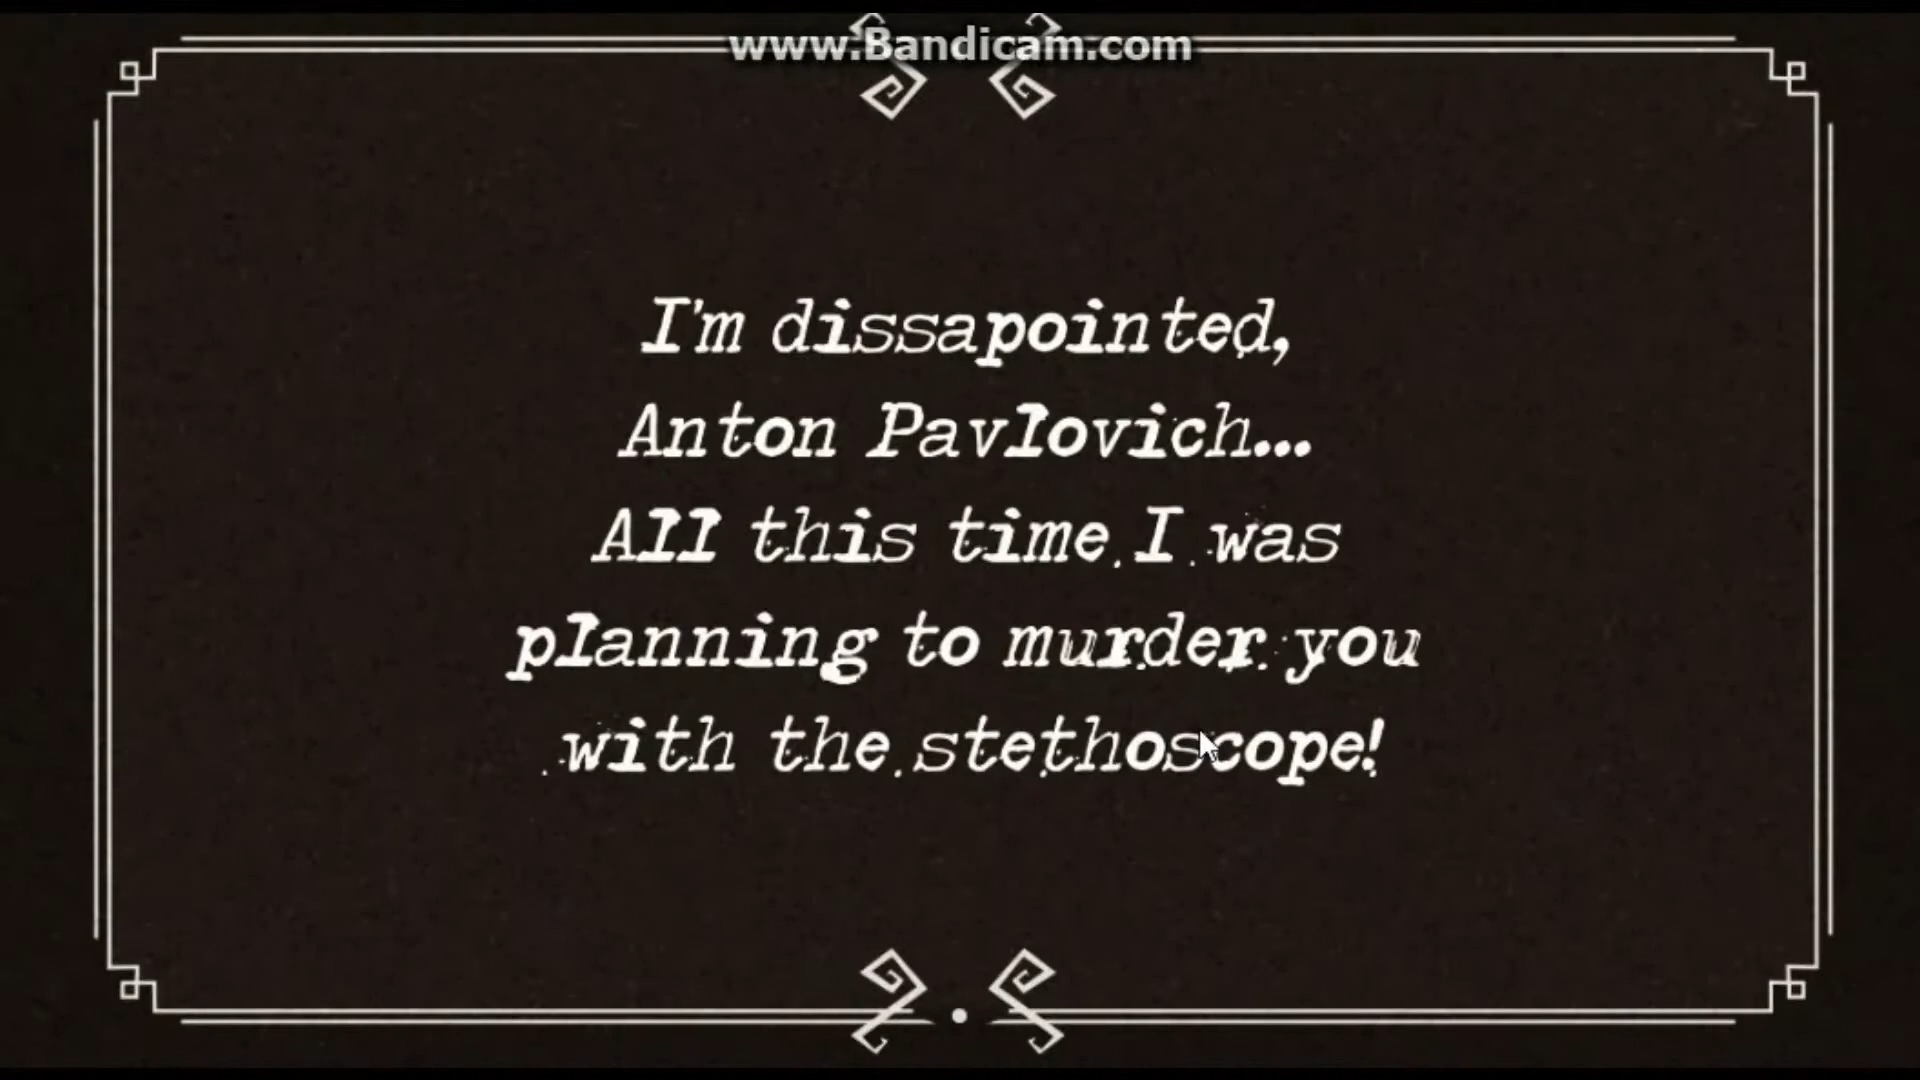 www.Bandicam.com
I'm dissapointed,
Anton Pavlovich...
All this time I was
planning to murder you
with the stethoscope!